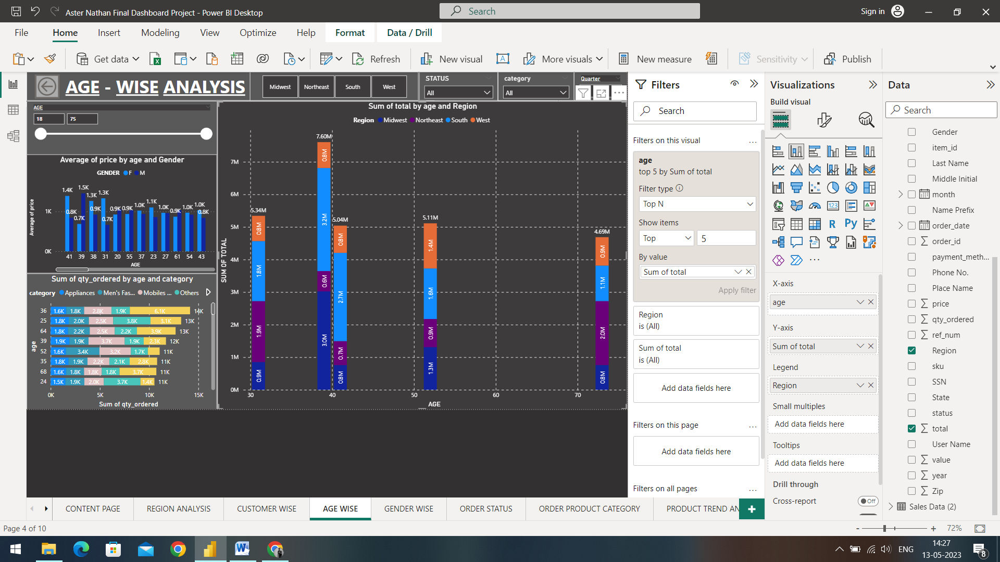 Aster Nathan Final Dashboard Project - Power BI Desktop
Search
Sign in
File Home Insert Modeling View Optimize Help Format Data / Drill
Get data Refresh New visual More visuals New measure Sensitivity Publish
AGE - WISE ANALYSIS
Midwest Northeast South West
STATUS
All
category
All
Quarter
AGE
18 75
Average of price by age and Gender
GENDER F M
Average of price
1K
0K
1.4K 0.8K 0.7K 1.5K 1.3K 0.9K 1.3K 0.7K 0.9K 0.9K 1.0K 1.1K 1.0K 0.9K 1.0K 1.0K 0.8K
41 39 38 31 20 55 37 23 27 61 54 43
AGE
Sum of qty_ordered by age and category
category Appliances Men's Fas... Mobiles ... Others
age
36 1.6K 1.8K 2.8K 1.9K 6.1K 14K
25 1.8K 2.0K 2.5K 3.8K 3.1K 13K
64 1.8K 2.2K 2.5K 2.2K 3.9K 13K
39 1.9K 1.9K 3.7K 1.9K 2.3K 12K
52 1.6K 3.4K 3.2K 1.7K 11K
35 1.8K 1.9K 2.2K 2.1K 2.8K 11K
68 1.6K 1.8K 1.8K 1.8K 3.7K 11K
24 1.5K 1.9K 2.0K 3.7K 1.4K 11K
0K 5K 10K 15K
Sum of qty_ordered
Sum of total by age and Region
Region Midwest Northeast South West
SUM OF TOTAL
7M
6M
5M
4M
3M
2M
1M
0M
5.34M 0.8M 1.8M 1.9M 0.9M
7.60M 0.8M 3.2M 0.6M 3.0M
5.04M 0.8M 2.7M 0.7M 0.8M
5.11M 1.4M 1.6M 0.9M 1.3M
4.69M 0.9M 1.1M 2.0M 0.8M
30 40 50 60 70
AGE
Filters
Search
Filters on this visual ...
age
top 5 by Sum of total
Filter type
Top N
Show items
Top 5
By value
Sum of total
Apply filter
Region
is (All)
Sum of total
is (All)
Add data fields here
Filters on this page ...
Add data fields here
Filters on all pages ...
Visualizations
Build visual
123
R Py
...
X-axis
age
Y-axis
Sum of total
Legend
Region
Small multiples
Add data fields here
Tooltips
Add data fields here
Drill through
Cross-report Off
Data
Search
Gender
item_id
Last Name
Middle Initial
month
Name Prefix
order_date
order_id
payment_meth...
Phone No.
Place Name
price
qty_ordered
ref_num
Region
sku
SSN
State
status
total
User Name
value
year
Zip
Sales Data (2)
CONTENT PAGE REGION ANALYSIS CUSTOMER WISE AGE WISE GENDER WISE ORDER STATUS ORDER PRODUCT CATEGORY PRODUCT TREND AN
Page 4 of 10
- + 72%
ENG
14:27
13-05-2023
8